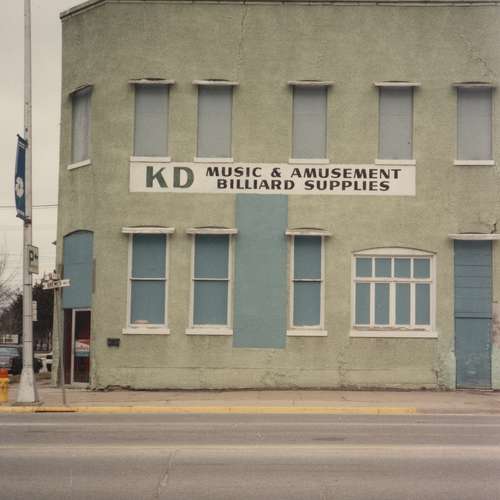 KD MUSIC & AMUSEMENT
BILLIARD SUPPLIES